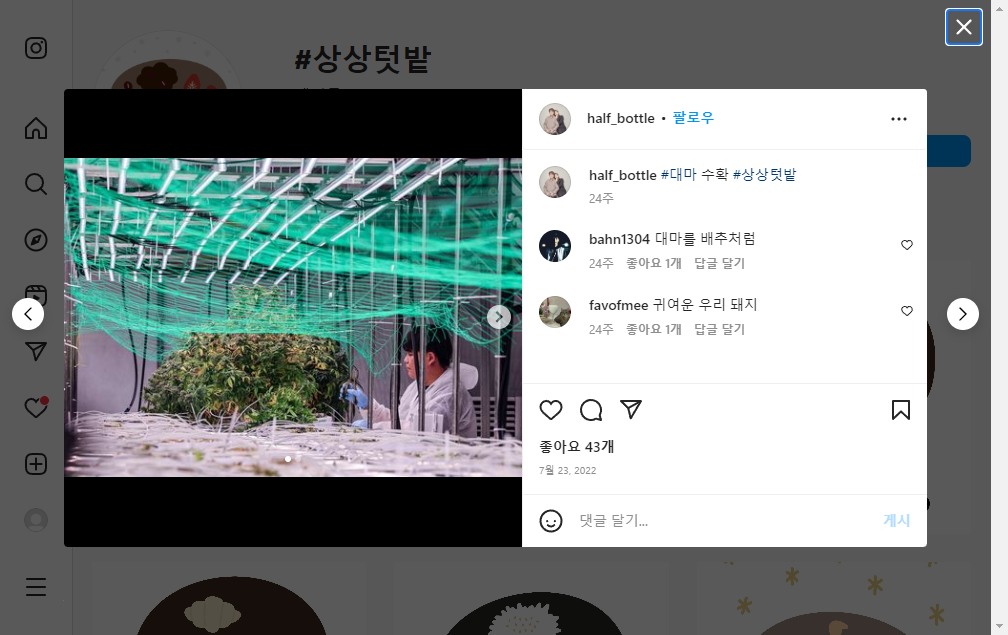 #상상텃밭
half_bottle • 팔로우
half_bottle #대마 수확 #상상텃밭
24주
bahn1304 대마를 배추처럼
24주 좋아요 1개 답글 달기
favofmee 귀여운 우리 돼지
24주 좋아요 1개 답글 달기
좋아요 43개
7월 23, 2022
댓글 달기...
게시